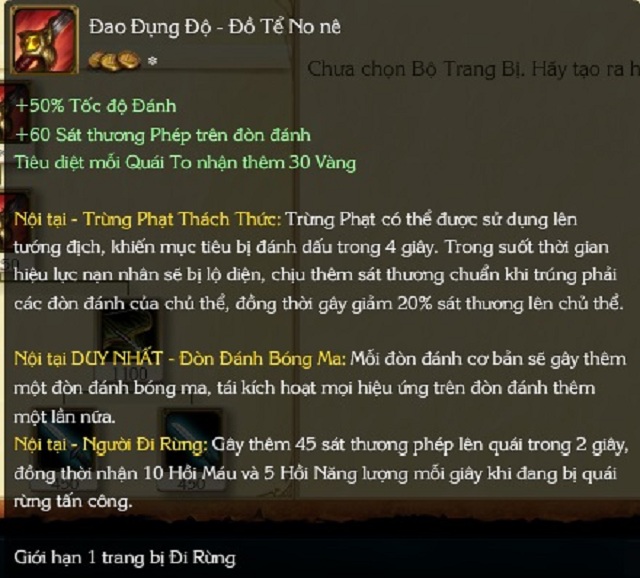 Đao Đụng Độ - Đồ Tể No nê
Chưa chọn Bộ Trang Bị. Hãy tạo ra h
+50% Tốc độ Đánh
+60 Sát thương Phép trên đòn đánh
Tiêu diệt mỗi Quái To nhận thêm 30 Vàng
Nội tại - Trừng Phạt Thách Thức: Trừng Phạt có thể được sử dụng lên
tướng địch, khiến mục tiêu bị đánh dấu trong 4 giây. Trong suốt thời gian
hiệu lực nạn nhân sẽ bị lộ diện, chịu thêm sát thương chuẩn khi trúng phải
các đòn đánh của chủ thể, đồng thời gây giảm 20% sát thương lên chủ thể.
1100
Nội tại DUY NHẤT - Đòn Đánh Bóng Ma: Mỗi đòn đánh cơ bản sẽ gây thêm
một đòn đánh bóng ma, tái kích hoạt mọi hiệu ứng trên đòn đánh thêm
một lần nữa.
Nội tại - Người Đi Rừng: Gây thêm 45 sát thương phép lên quái trong 2 giây,
đồng thời nhận 10 Hồi Máu và 5 Hồi Năng lượng mỗi giây khi đang bị quái
450 450
rừng tấn công.
Giới hạn 1 trang bị Đi Rừng